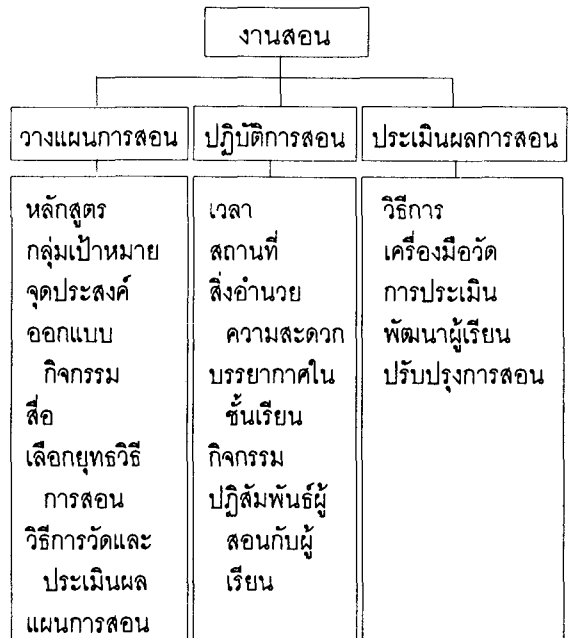 งานสอน
วางแผนการสอน
ปฏิบัติการสอน
ประเมินผลการสอน
หลักสูตร
กลุ่มเป้าหมาย
จุดประสงค์
ออกแบบ
กิจกรรม
สื่อ
เลือกยุทธวิธี
การสอน
วิธีการวัดและ
ประเมินผล
แผนการสอน
เวลา
สถานที่
สิ่งอำนวย
ความสะดวก
บรรยากาศใน
ชั้นเรียน
กิจกรรม
ปฏิสัมพันธ์ผู้
สอนกับผู้
เรียน
วิธีการ
เครื่องมือวัด
การประเมิน
พัฒนาผู้เรียน
ปรับปรุงการสอน